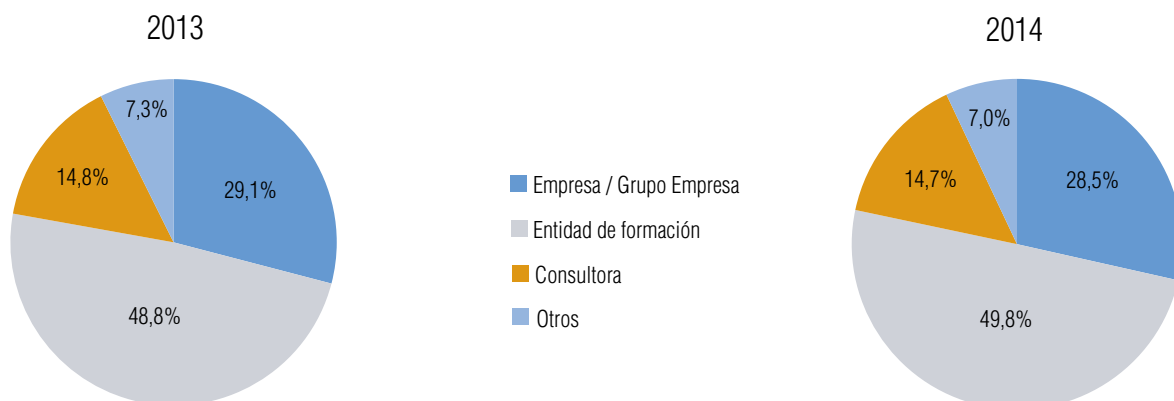 2013
7,3%
14,8%
29,1%
48,8%
Empresa / Grupo Empresa
Entidad de formación
Consultora
Otros
2014
7,0%
14,7%
28,5%
49,8%